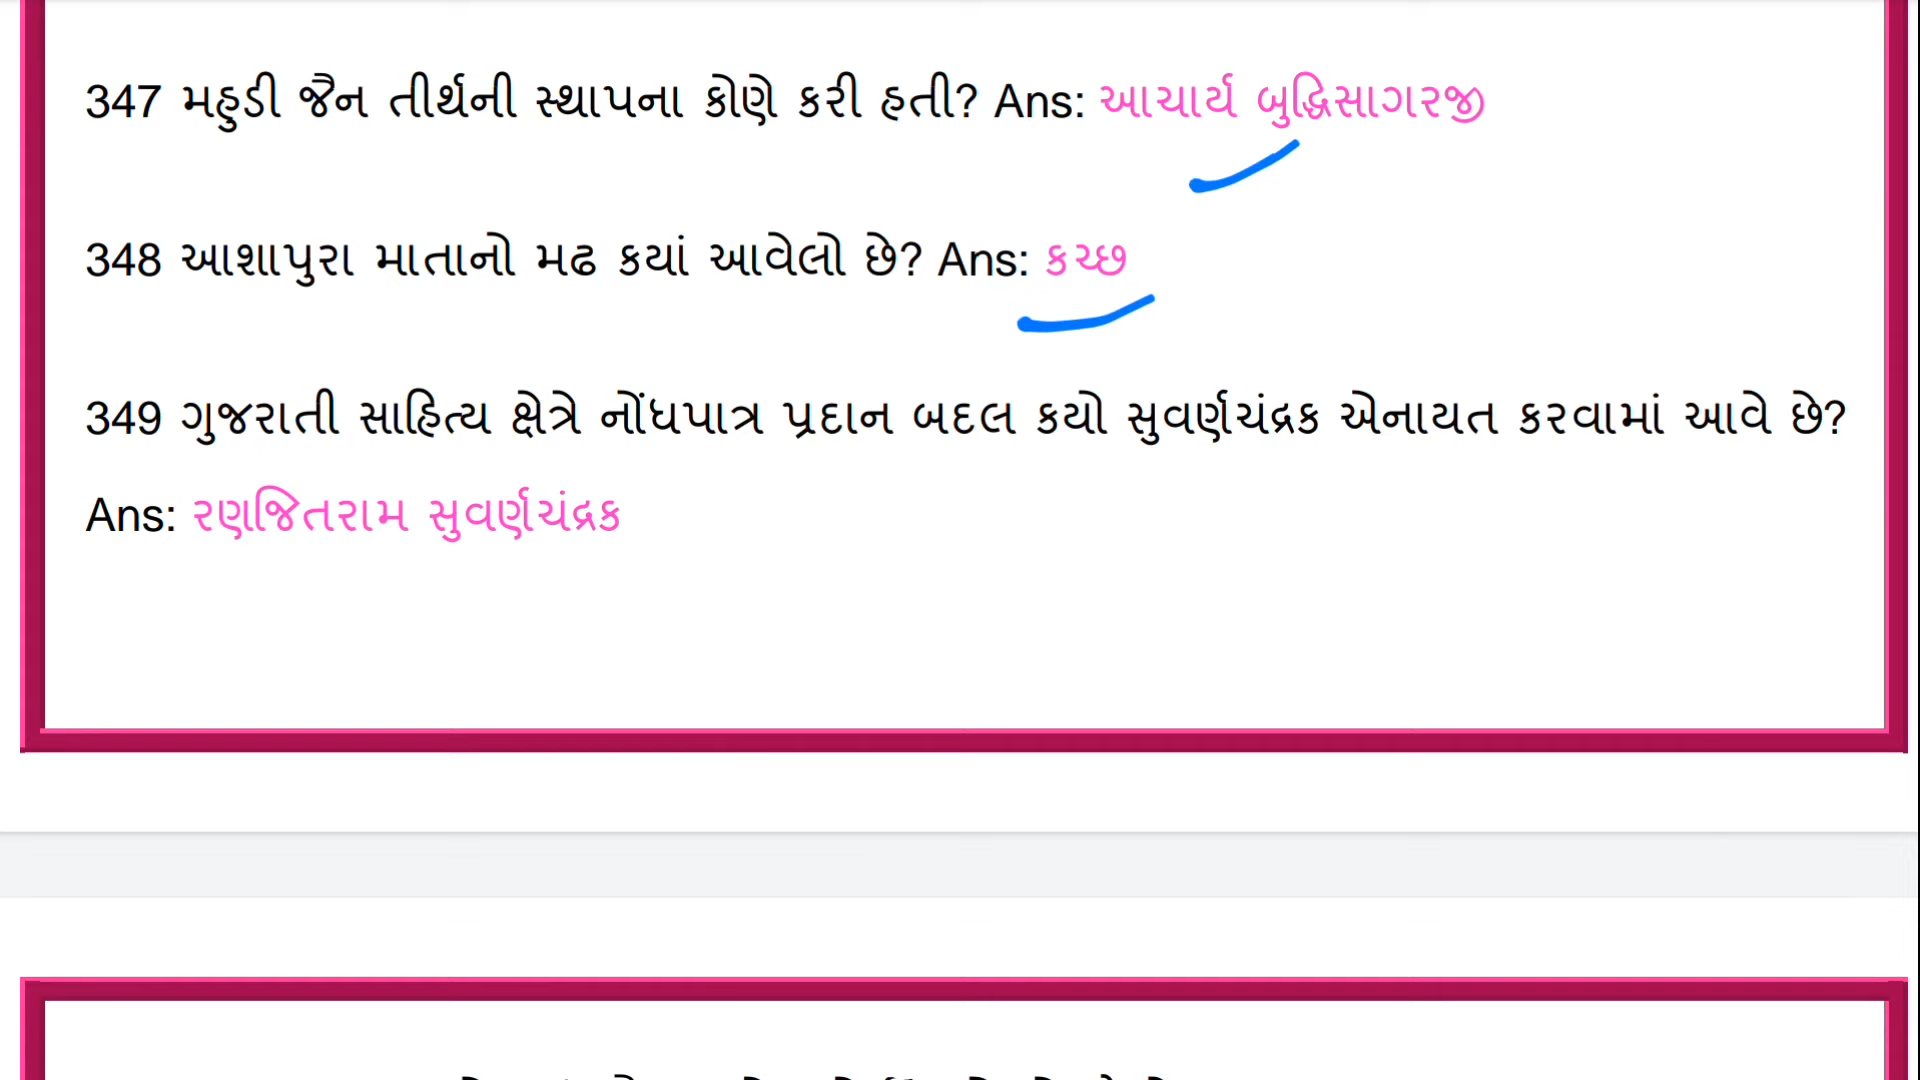 347 મહુડી જૈન તીર્થની સ્થાપના કોણે કરી હતી? Ans: આચાર્ય બુદ્ધિસાગરજી
348 આશાપુરા માતાનો મઢ કયાં આવેલો છે? Ans: કચ્છ
349 ગુજરાતી સાહિત્ય ક્ષેત્રે નોંધપાત્ર પ્રદાન બદલ કયો સુવર્ણચંદ્રક એનાયત કરવામાં આવે છે?
Ans: રણજિતરામ સુવર્ણચંદ્રક